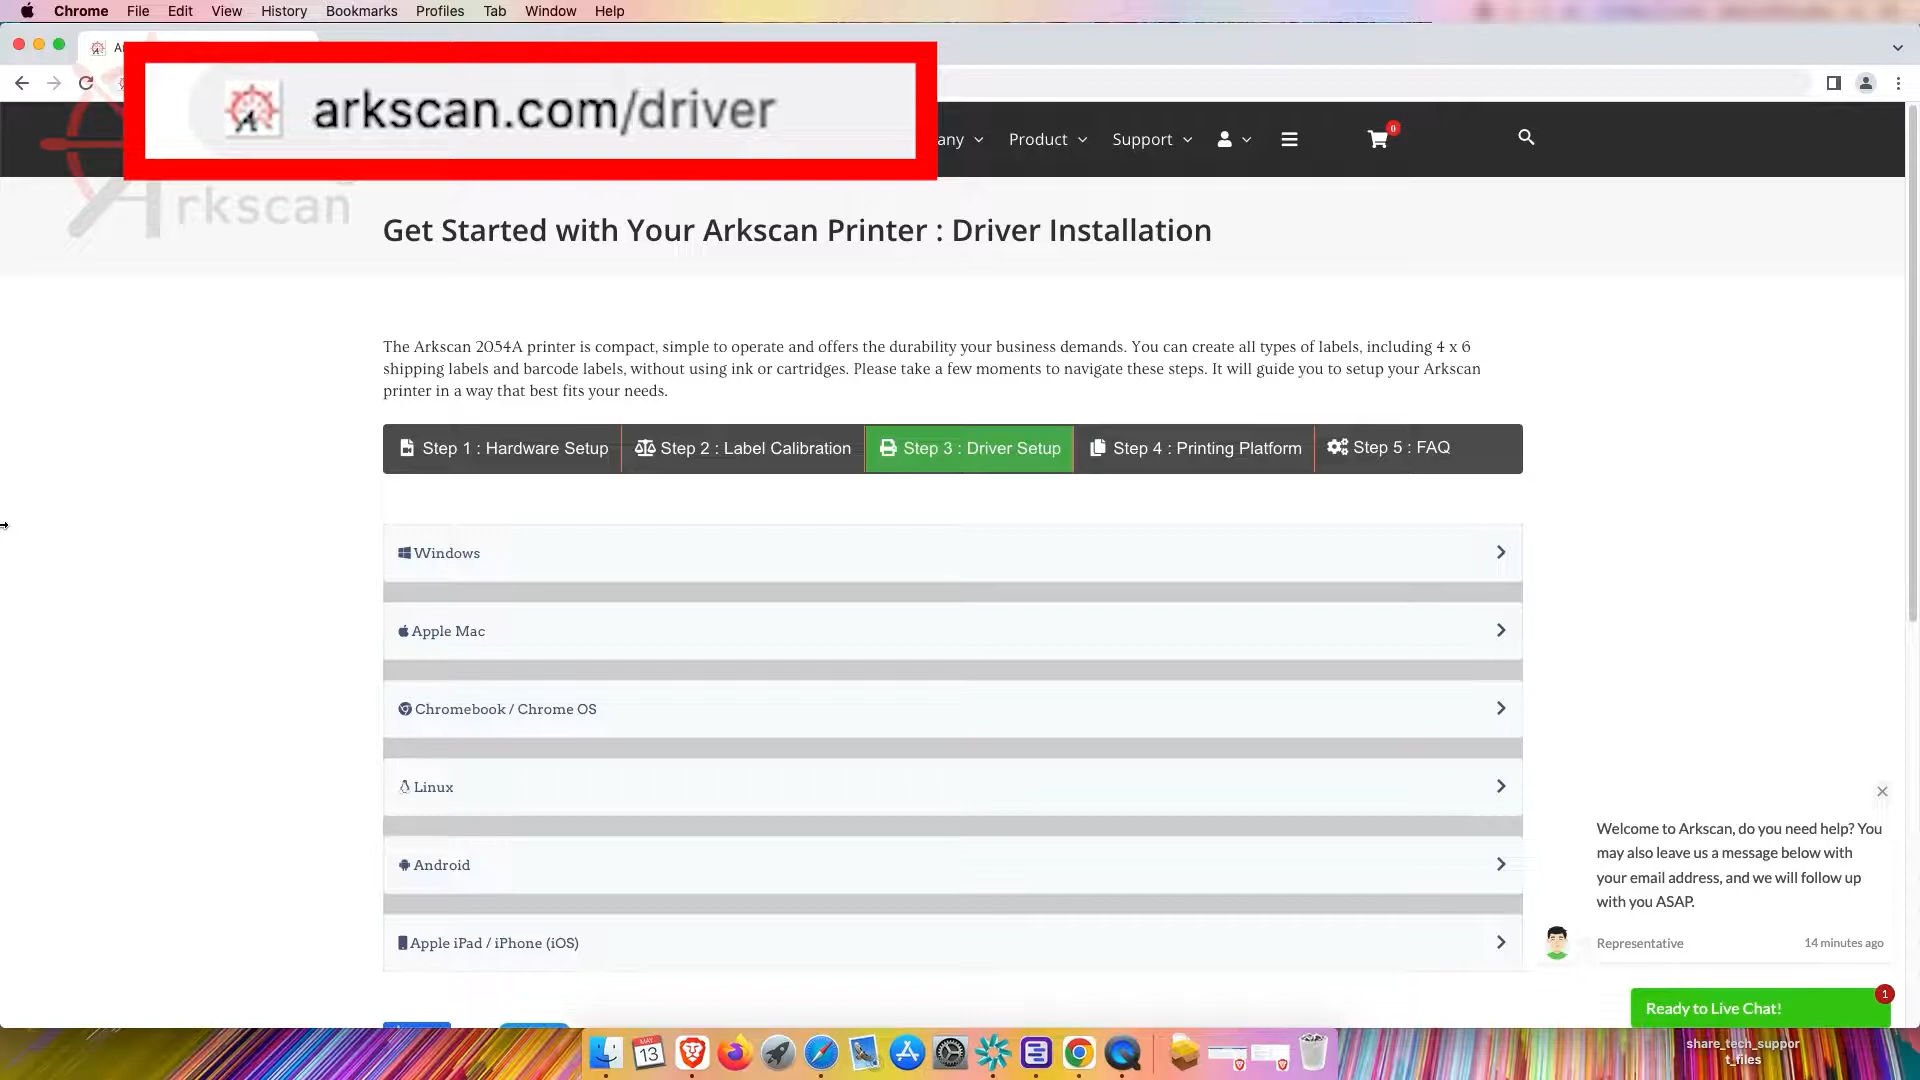 Chrome File Edit View History Bookmarks Profiles Tab Window Help
arkscan.com/driver
Product Support 0
Arkscan
Get Started with Your Arkscan Printer : Driver Installation
The Arkscan 2054A printer is compact, simple to operate and offers the durability your business demands. You can create all types of labels, including 4 x 6
shipping labels and barcode labels, without using ink or cartridges. Please take a few moments to navigate these steps. It will guide you to setup your Arkscan
printer in a way that best fits your needs.
Step 1 : Hardware Setup Step 2 : Label Calibration Step 3 : Driver Setup Step 4 : Printing Platform Step 5 : FAQ
Windows
Apple Mac
Chromebook / Chrome OS
Linux
Android
Apple iPad / iPhone (iOS)
Welcome to Arkscan, do you need help? You
may also leave us a message below with
your email address, and we will follow up
with you ASAP.
Representative 14 minutes ago
1
Ready to Live Chat!
MAY
13
share_tech_suppor
t_files